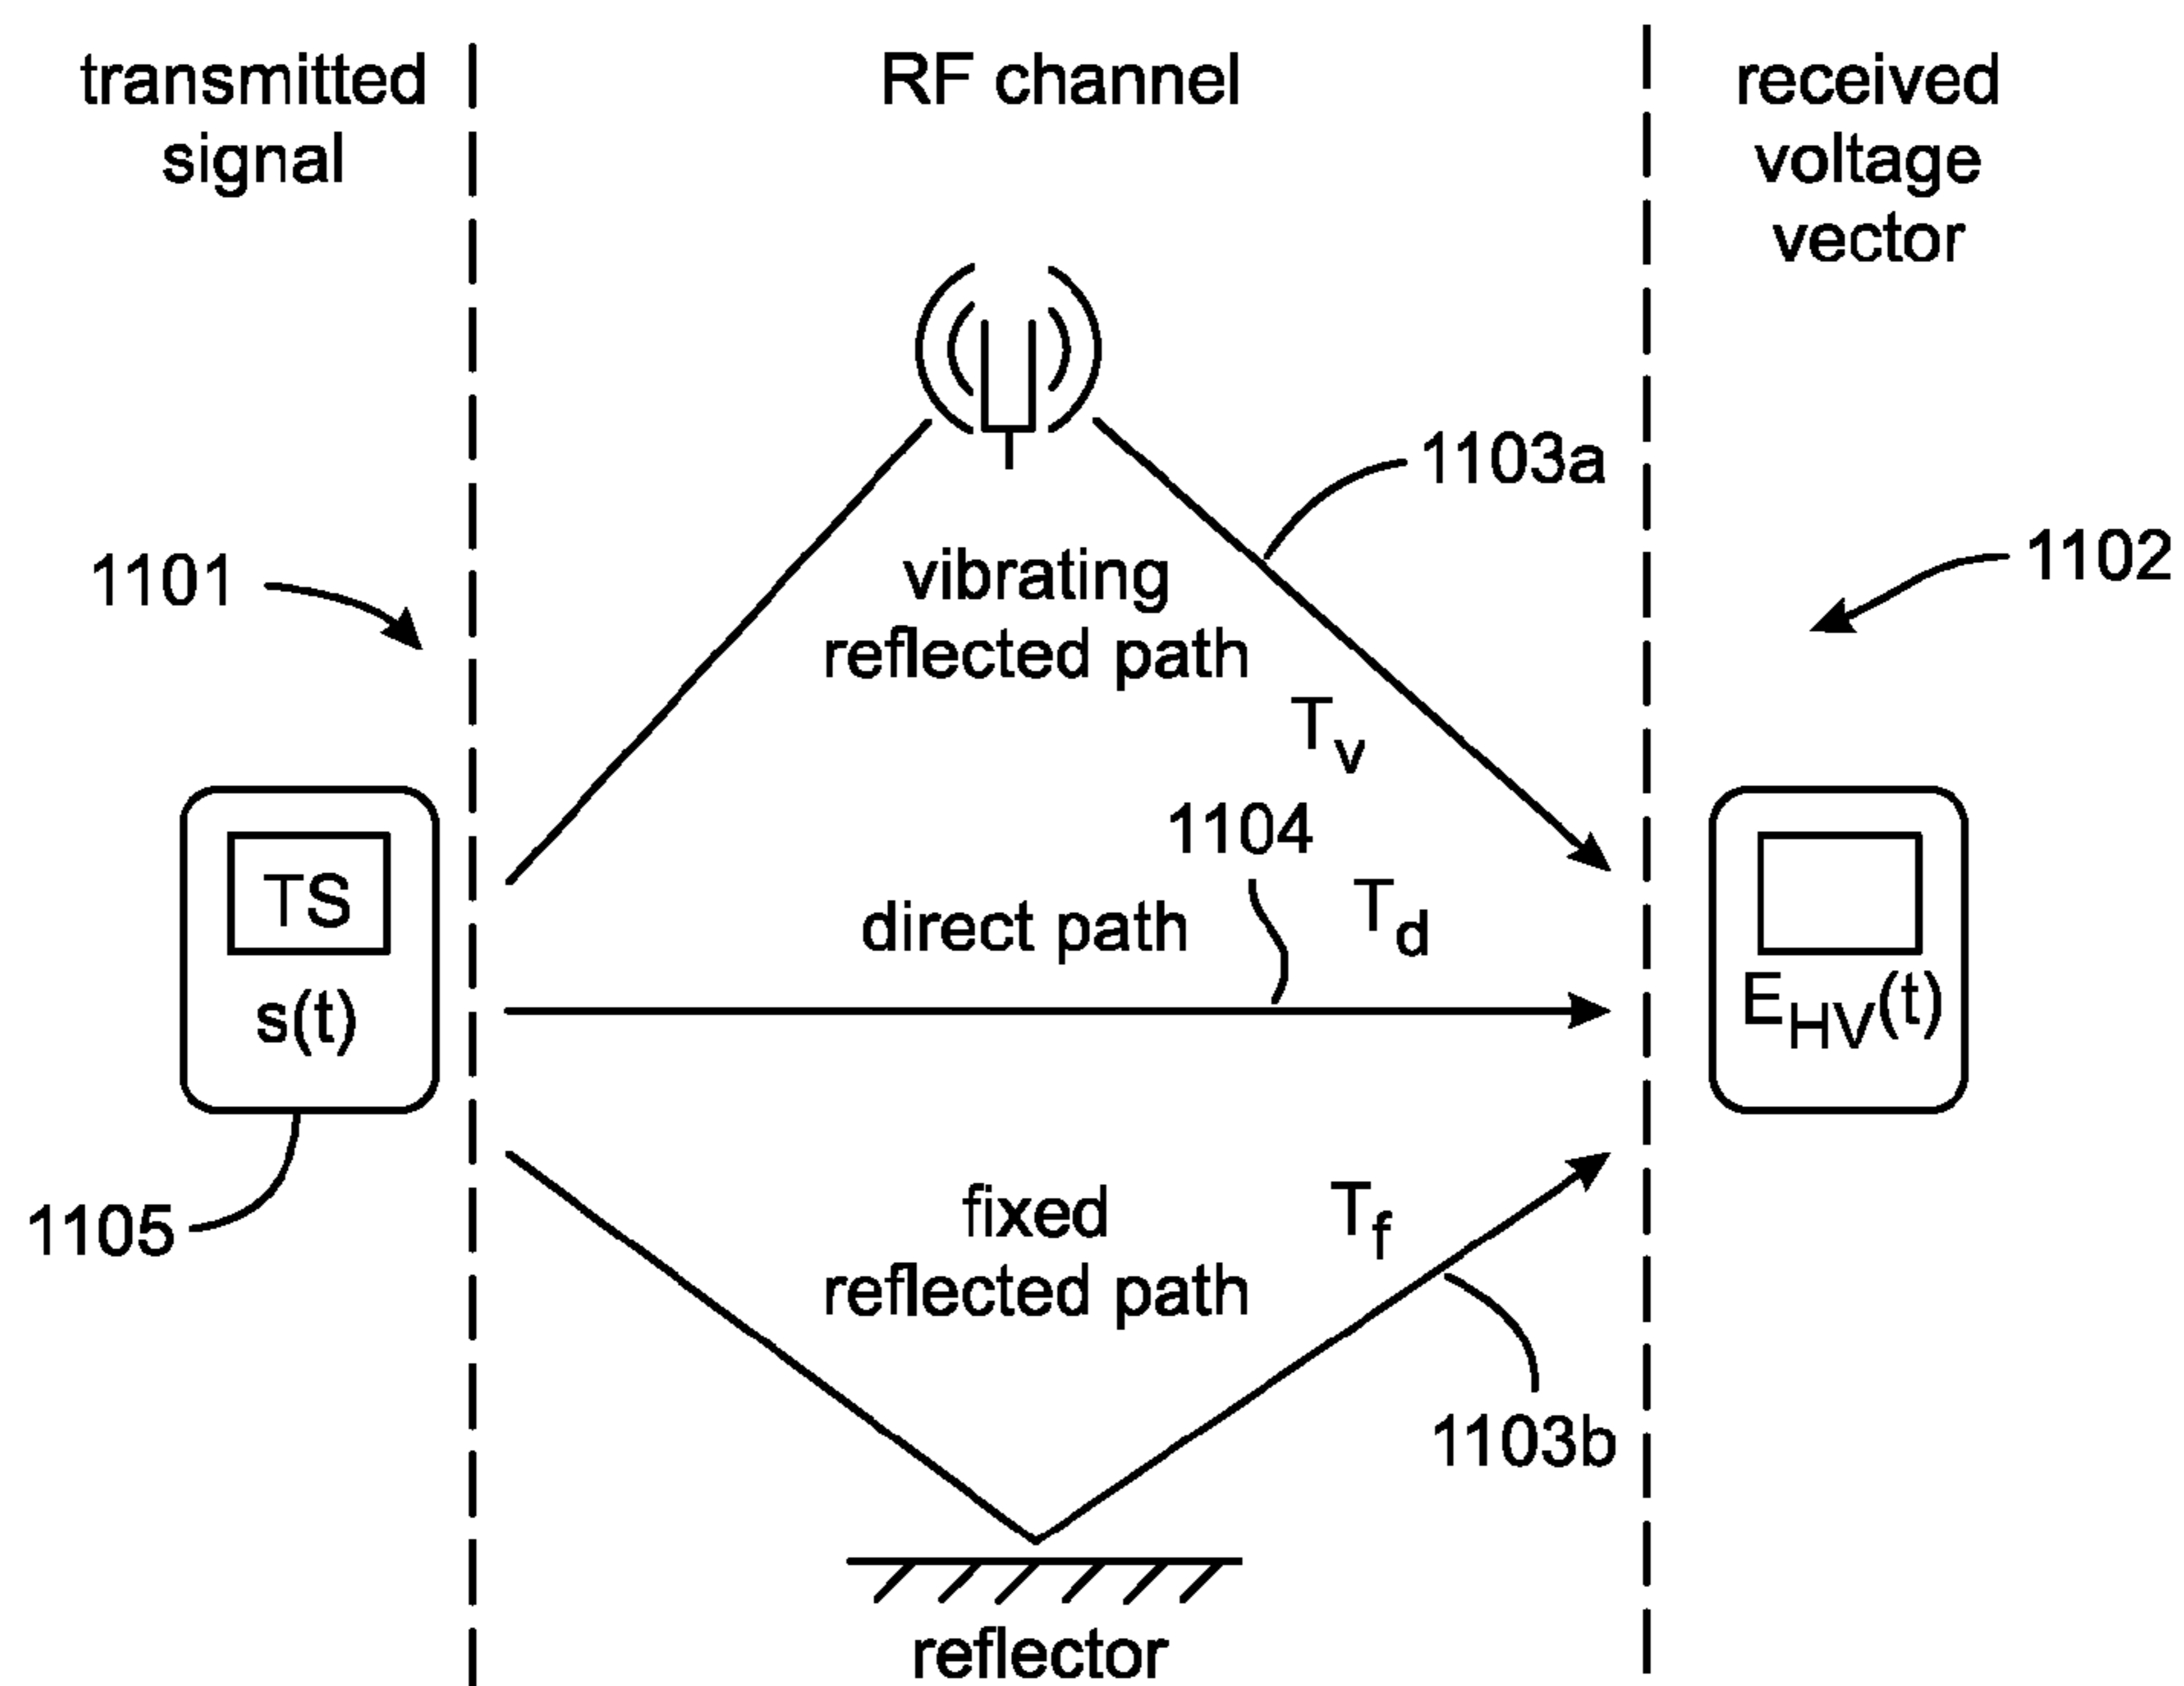 transmitted
signal
RF channel
received
voltage
vector
1103a
vibrating
reflected path
1101
1102
Tv
1104
Td
direct path
TS
s(t)
EHV(t)
fixed
reflected path
Tf
1105
1103b
reflector